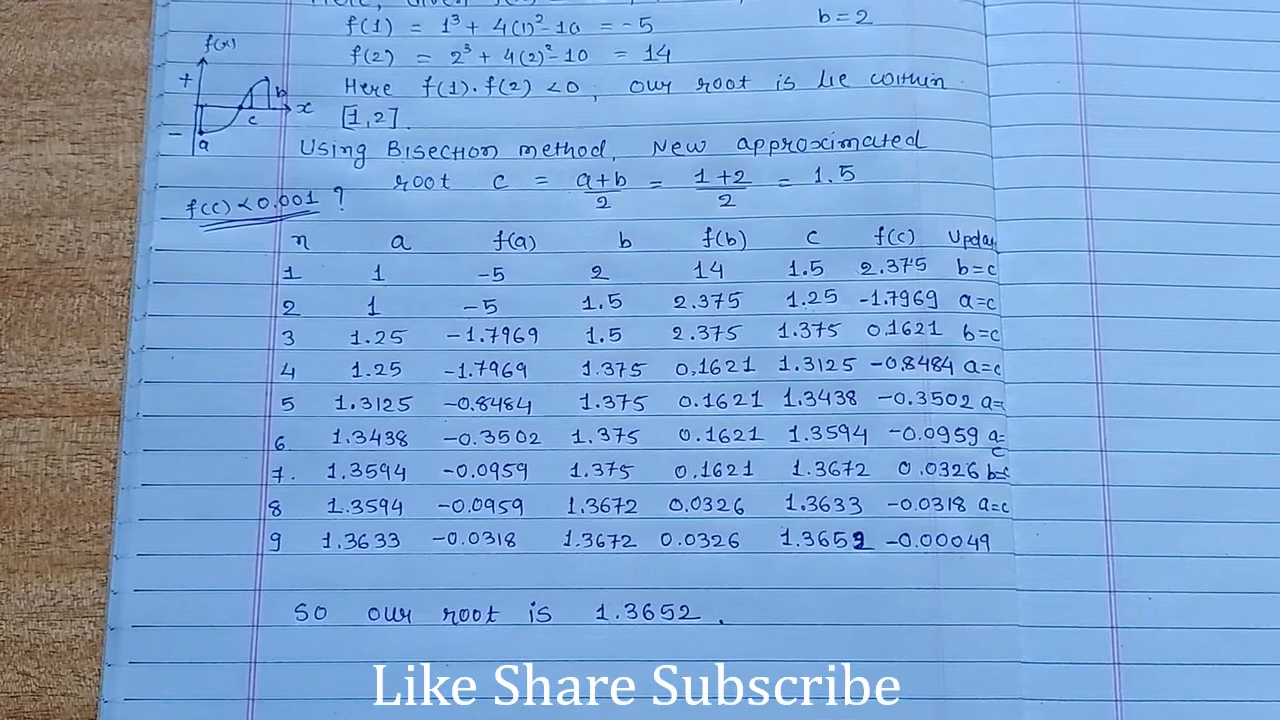 f(1) = 1³ + 4(1)² - 10 = -5 b = 2
f(2) = 2³ + 4(2)² - 10 = 14
Here f(1). f(2) < 0, our root is lie within
[1,2].
f(x)
+
b
x
c
-
a
Using Bisection method, New approximated
root c = a+b/2 = 1+2/2 = 1.5
f(c) < 0.001 ?
n a f(a) b f(b) c f(c) Upda
1 1 -5 2 14 1.5 2.375 b=c
2 1 -5 1.5 2.375 1.25 -1.7969 a=c
3 1.25 -1.7969 1.5 2.375 1.375 0.1621 b=c
4 1.25 -1.7969 1.375 0.1621 1.3125 -0.8484 a=c
5 1.3125 -0.8484 1.375 0.1621 1.3438 -0.3502 a=c
6 1.3438 -0.3502 1.375 0.1621 1.3594 -0.0959 a=c
7. 1.3594 -0.0959 1.375 0.1621 1.3672 0.0326 b=c
8 1.3594 -0.0959 1.3672 0.0326 1.3633 -0.0318 a=c
9 1.3633 -0.0318 1.3672 0.0326 1.3652 -0.00049
So our root is 1.3652.
Like Share Subscribe